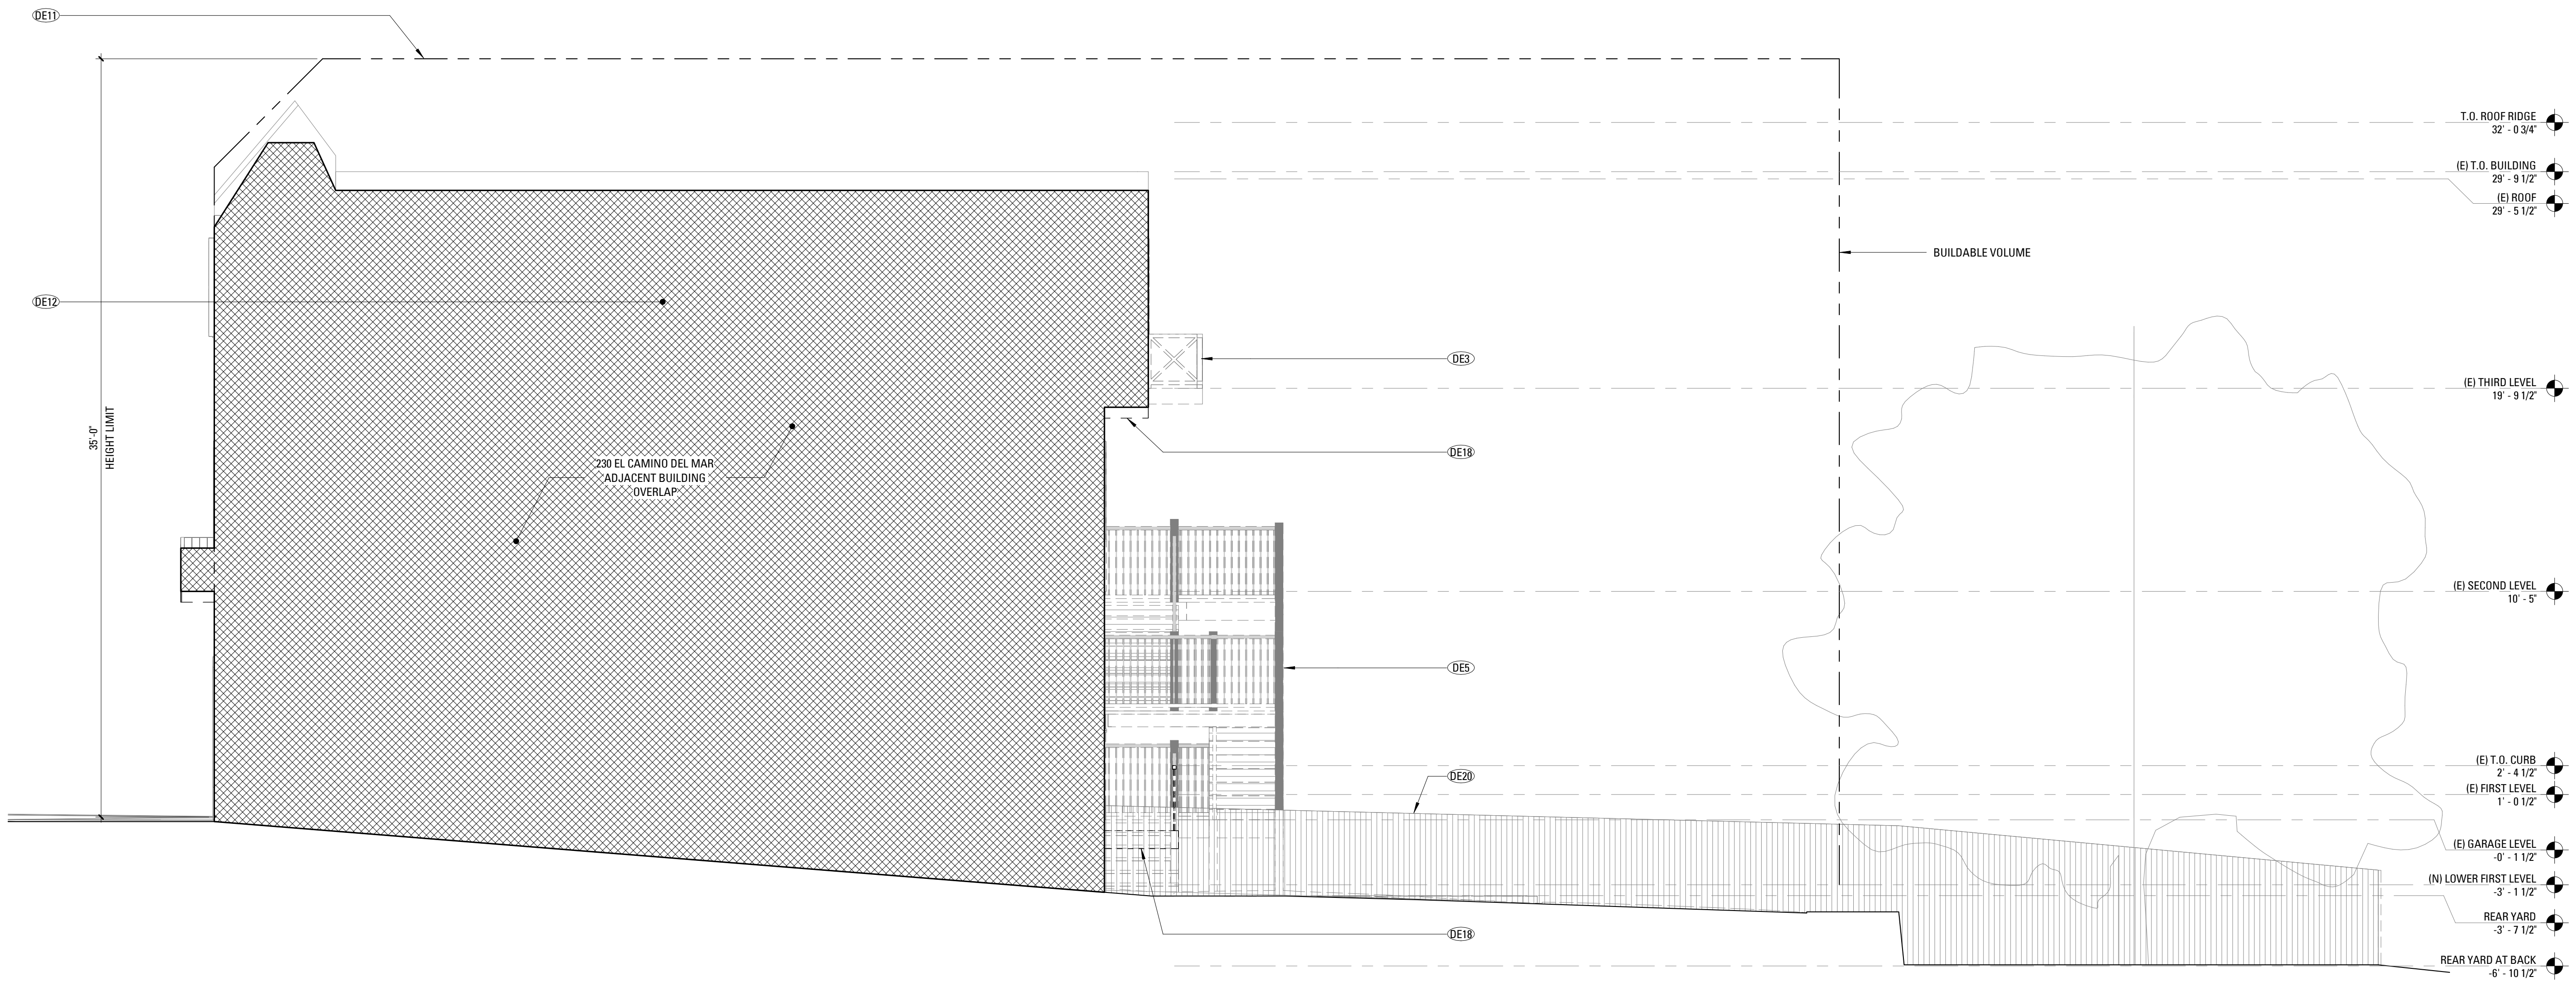 DE11
T.O. ROOF RIDGE
32' - 0 3/4"
(E) T.O. BUILDING
29' - 9 1/2"
(E) ROOF
29' - 5 1/2"
BUILDABLE VOLUME
DE12
DE3
(E) THIRD LEVEL
19' - 9 1/2"
35'-0"
HEIGHT LIMIT
DE18
230 EL CAMINO DEL MAR
ADJACENT BUILDING
OVERLAP
(E) SECOND LEVEL
10' - 5"
DE5
(E) T.O. CURB
2' - 4 1/2"
DE20
(E) FIRST LEVEL
1' - 0 1/2"
(E) GARAGE LEVEL
-0' - 1 1/2"
(N) LOWER FIRST LEVEL
-3' - 1 1/2"
REAR YARD
-3' - 7 1/2"
DE18
REAR YARD AT BACK
-6' - 10 1/2"